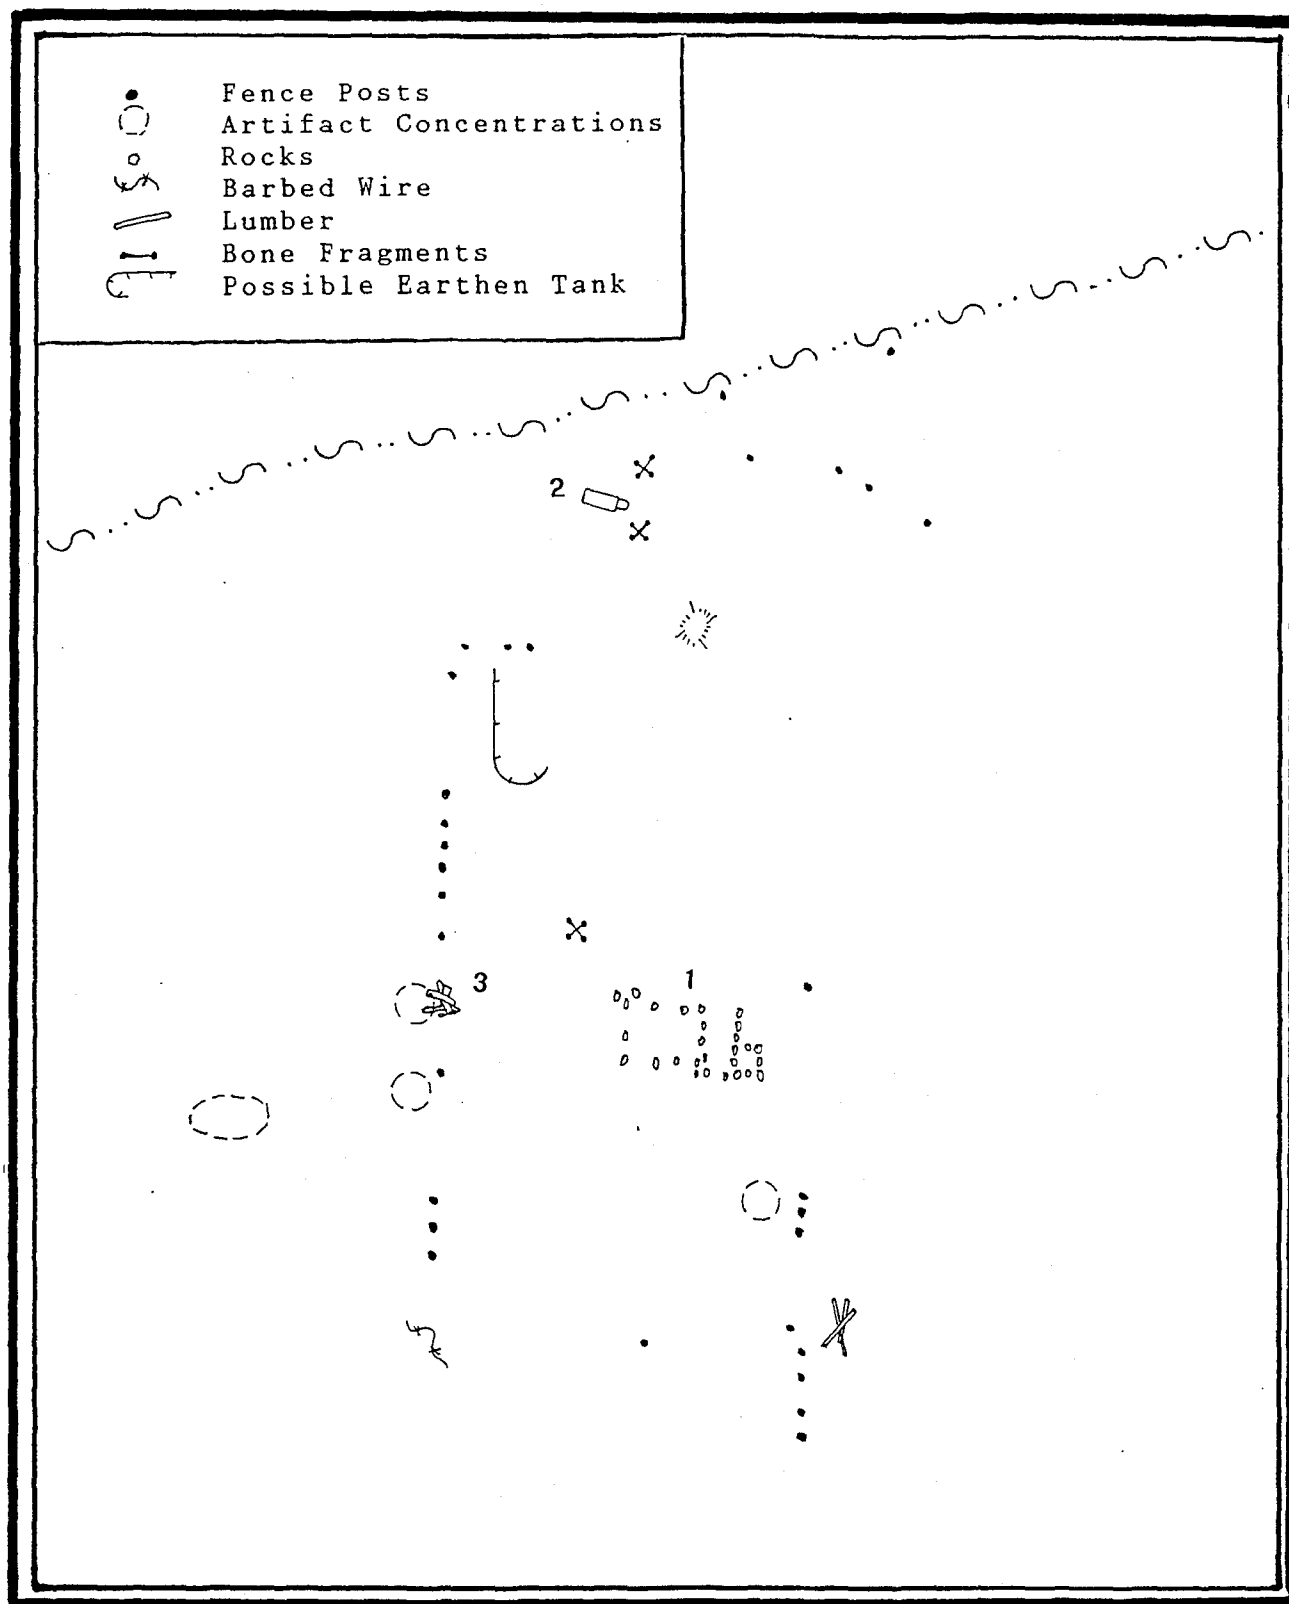 Fence Posts
Artifact Concentrations
Rocks
Barbed Wire
Lumber
Bone Fragments
Possible Earthen Tank
2
3
1